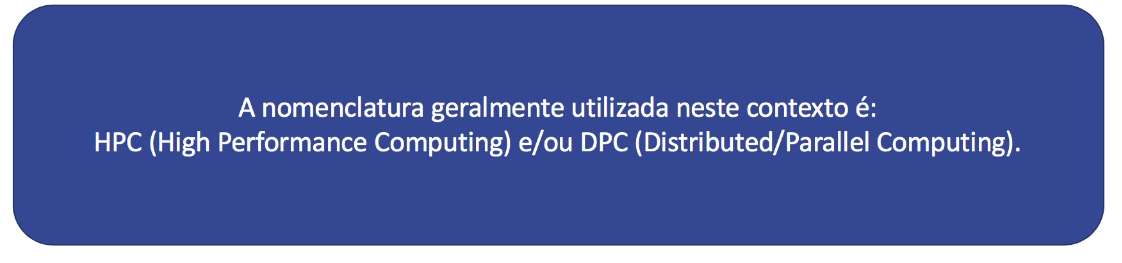 A nomenclatura geralmente utilizada neste contexto é:
HPC (High Performance Computing) e/ou DPC (Distributed/Parallel Computing).